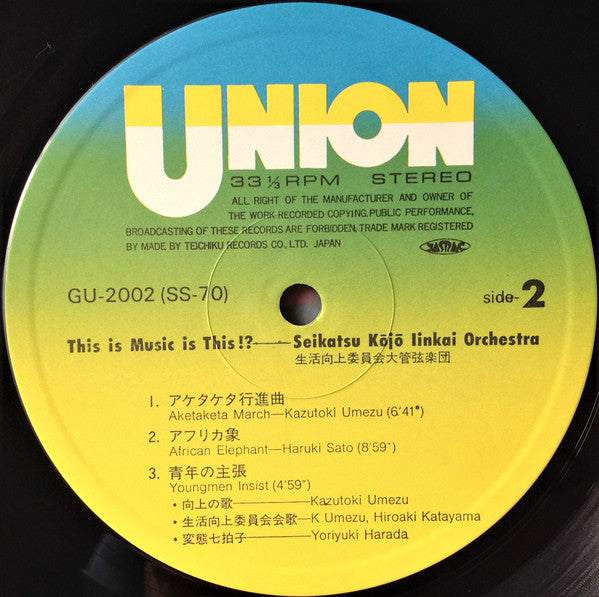 UNION
33 ⅓ RPM STEREO
ALL RIGHT OF THE MANUFACTURER AND OWNER OF
THE WORK RECORDED COPYING. PUBLIC PERFORMANCE,
BROADCASTING OF THESE RECORDS ARE FORBIDDEN, TRADE MARK REGISTERED
BY MADE BY TEICHIKU RECORDS CO., LTD. JAPAN
JASRAC
GU-2002 (SS-70)
side-2
This is Music is This!?——Seikatsu Kōjō Iinkai Orchestra
生活向上委員会大管弦楽団
1. アケタケタ行進曲
Aketaketa March—Kazutoki Umezu (6'41")
2. アフリカ象
African Elephant—Haruki Sato (8'59")
3. 青年の主張
Youngmen Insist (4'59")
• 向上の歌————Kazutoki Umezu
• 生活向上委員会会歌—K Umezu, Hiroaki Katayama
• 変態七拍子————Yoriyuki Harada